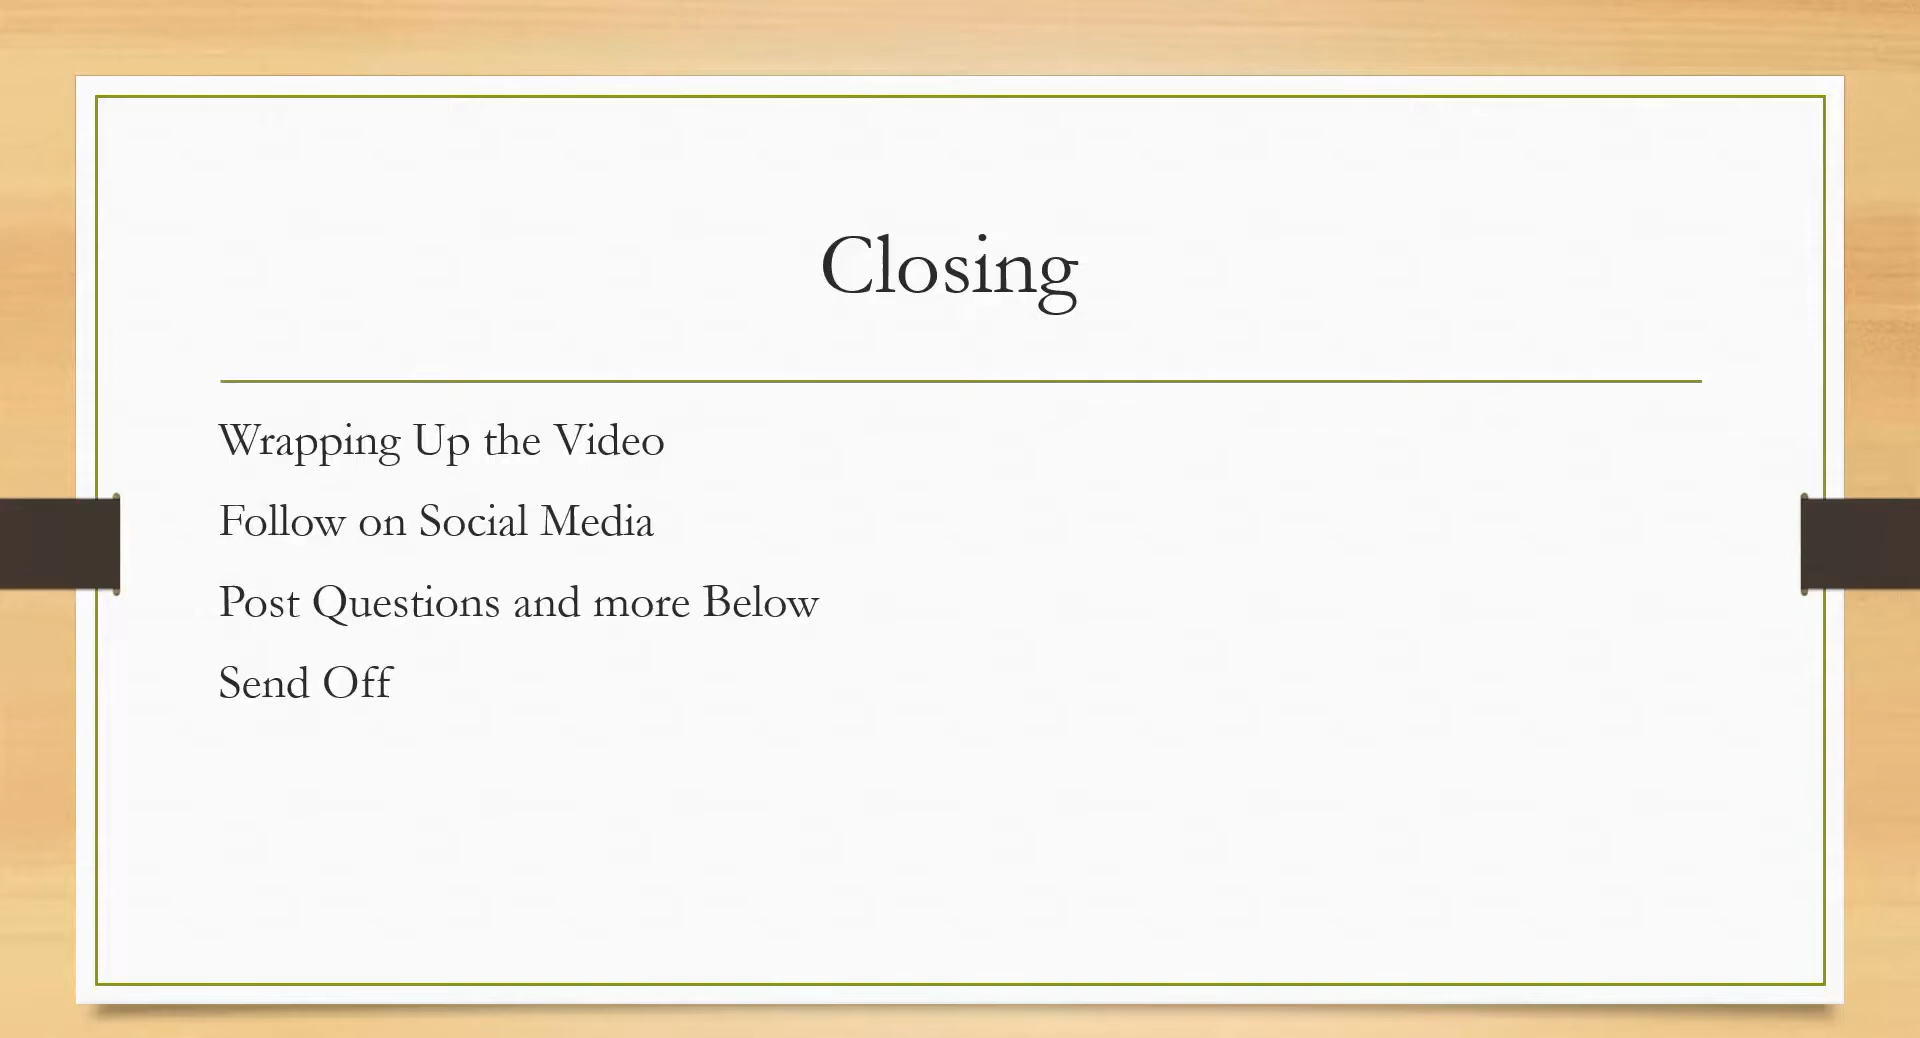 Closing
Wrapping Up the Video
Follow on Social Media
Post Questions and more Below
Send Off